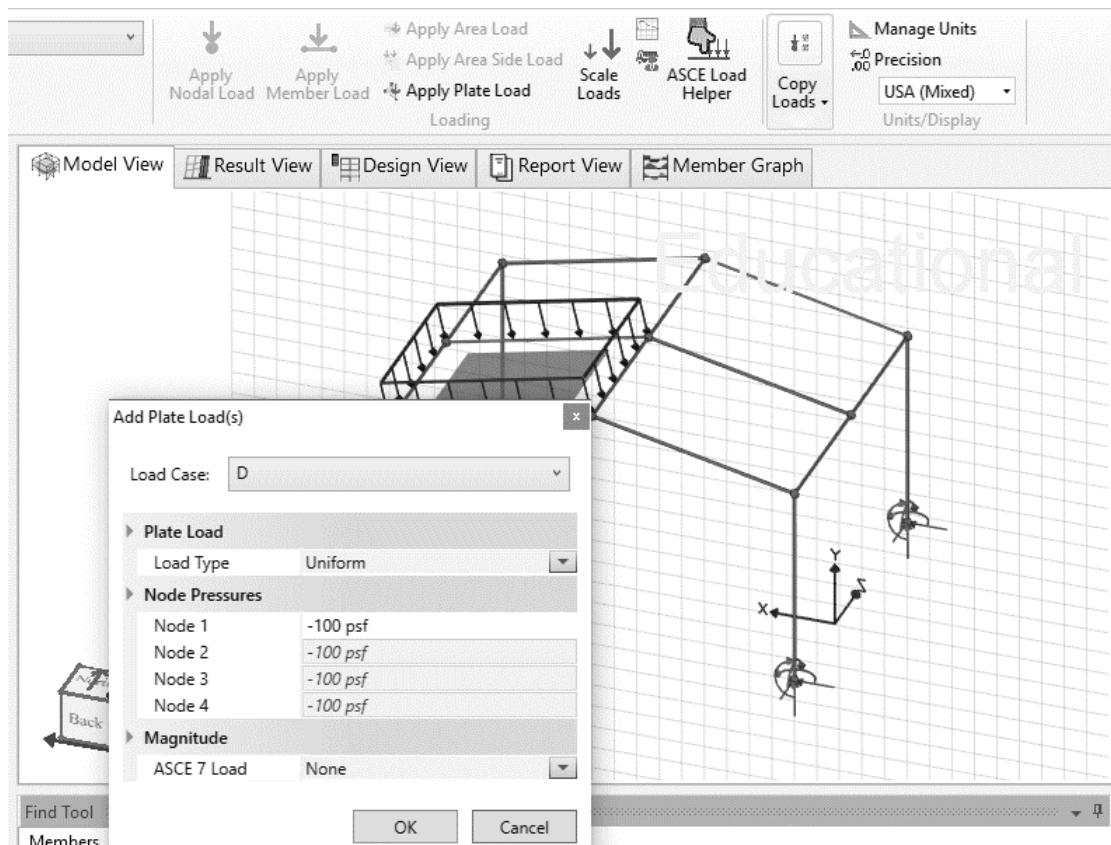 Apply Nodal Load
Apply Member Load
Apply Area Load
Apply Area Side Load
Apply Plate Load
Scale Loads
ASCE Load Helper
Loading
Copy Loads
Manage Units
Precision
USA (Mixed)
Units/Display
Model View
Result View
Design View
Report View
Member Graph
Educational
Add Plate Load(s)
Load Case: D
Plate Load
Load Type Uniform
Node Pressures
Node 1 -100 psf
Node 2 -100 psf
Node 3 -100 psf
Node 4 -100 psf
Magnitude
ASCE 7 Load None
OK Cancel
Y
Z
X
Back
Find Tool
Members